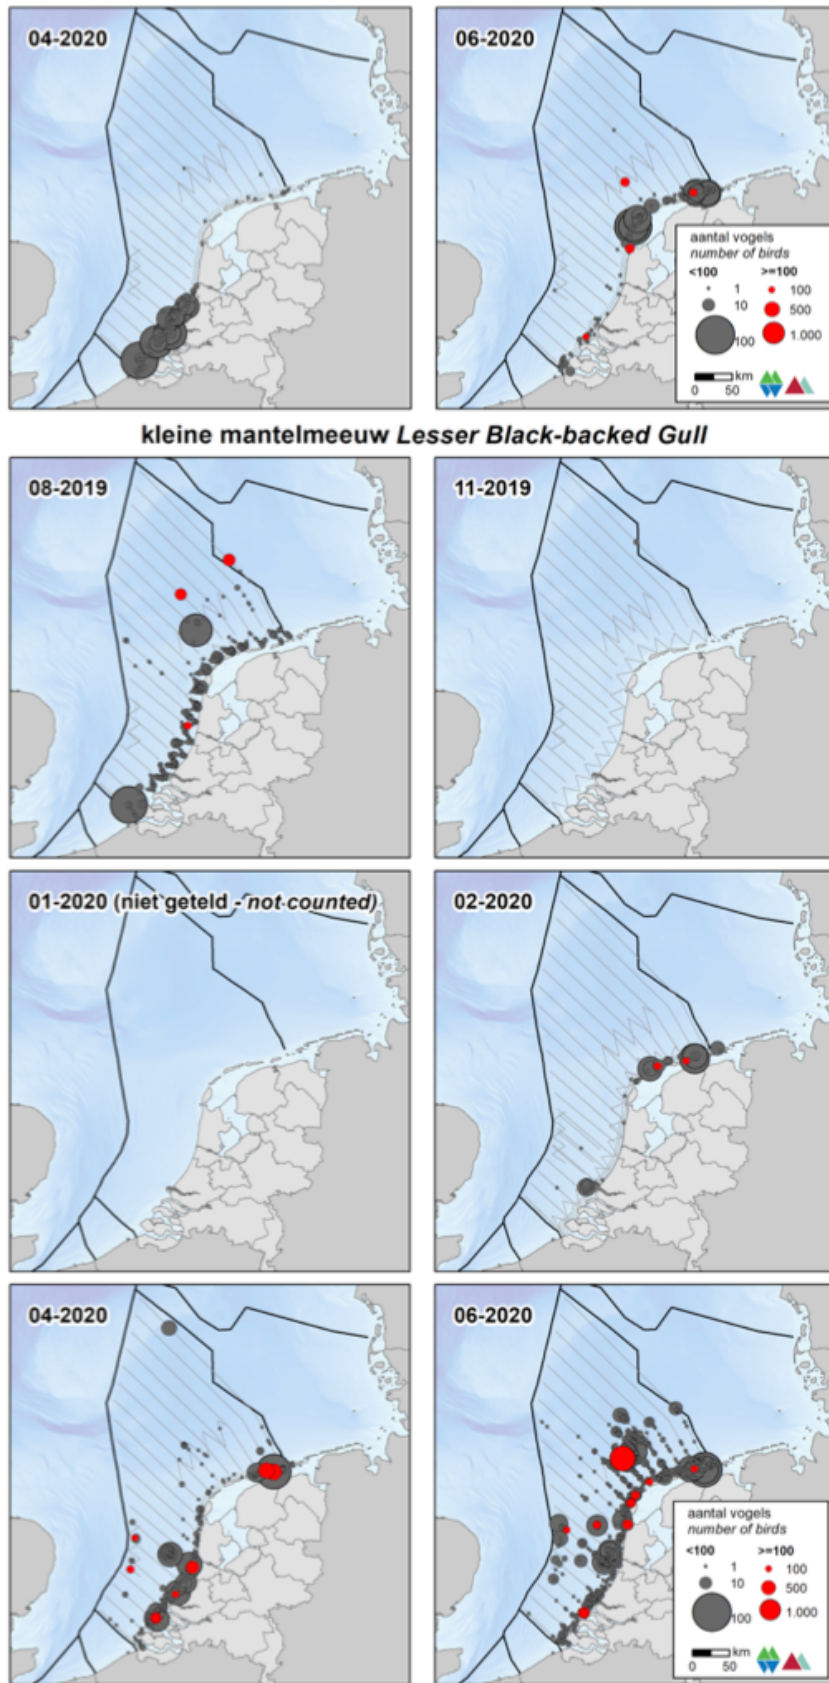 04-2020
06-2020
aantal vogels
number of birds
<100 >=100
1 100
10 500
100 1.000
km
0 50
kleine mantelmeeuw Lesser Black-backed Gull
08-2019
11-2019
01-2020 (niet geteld - not counted)
02-2020
04-2020
06-2020
aantal vogels
number of birds
<100 >=100
1 100
10 500
100 1.000
km
0 50